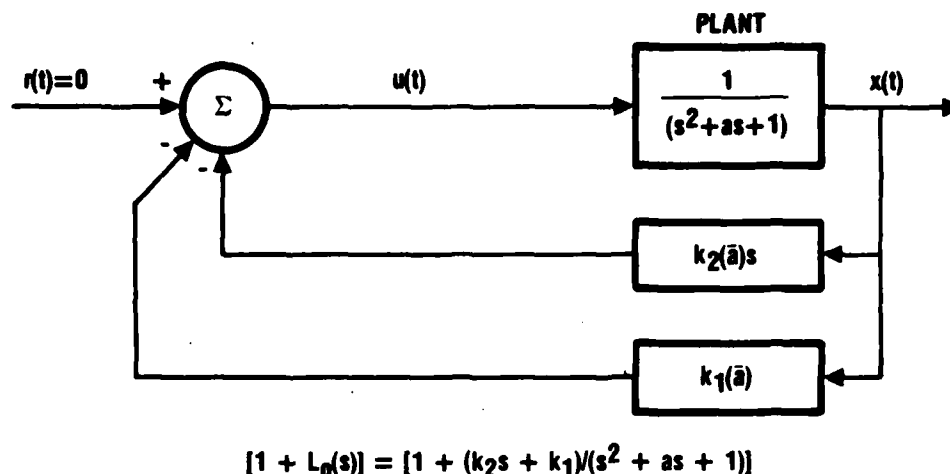 PLANT
r(t)=0
+
Σ
u(t)
1
(s²+as+1)
x(t)
-
-
k₂(ā)s
k₁(ā)
[1 + L₀(s)] = [1 + (k₂s + k₁)/(s² + as + 1)]